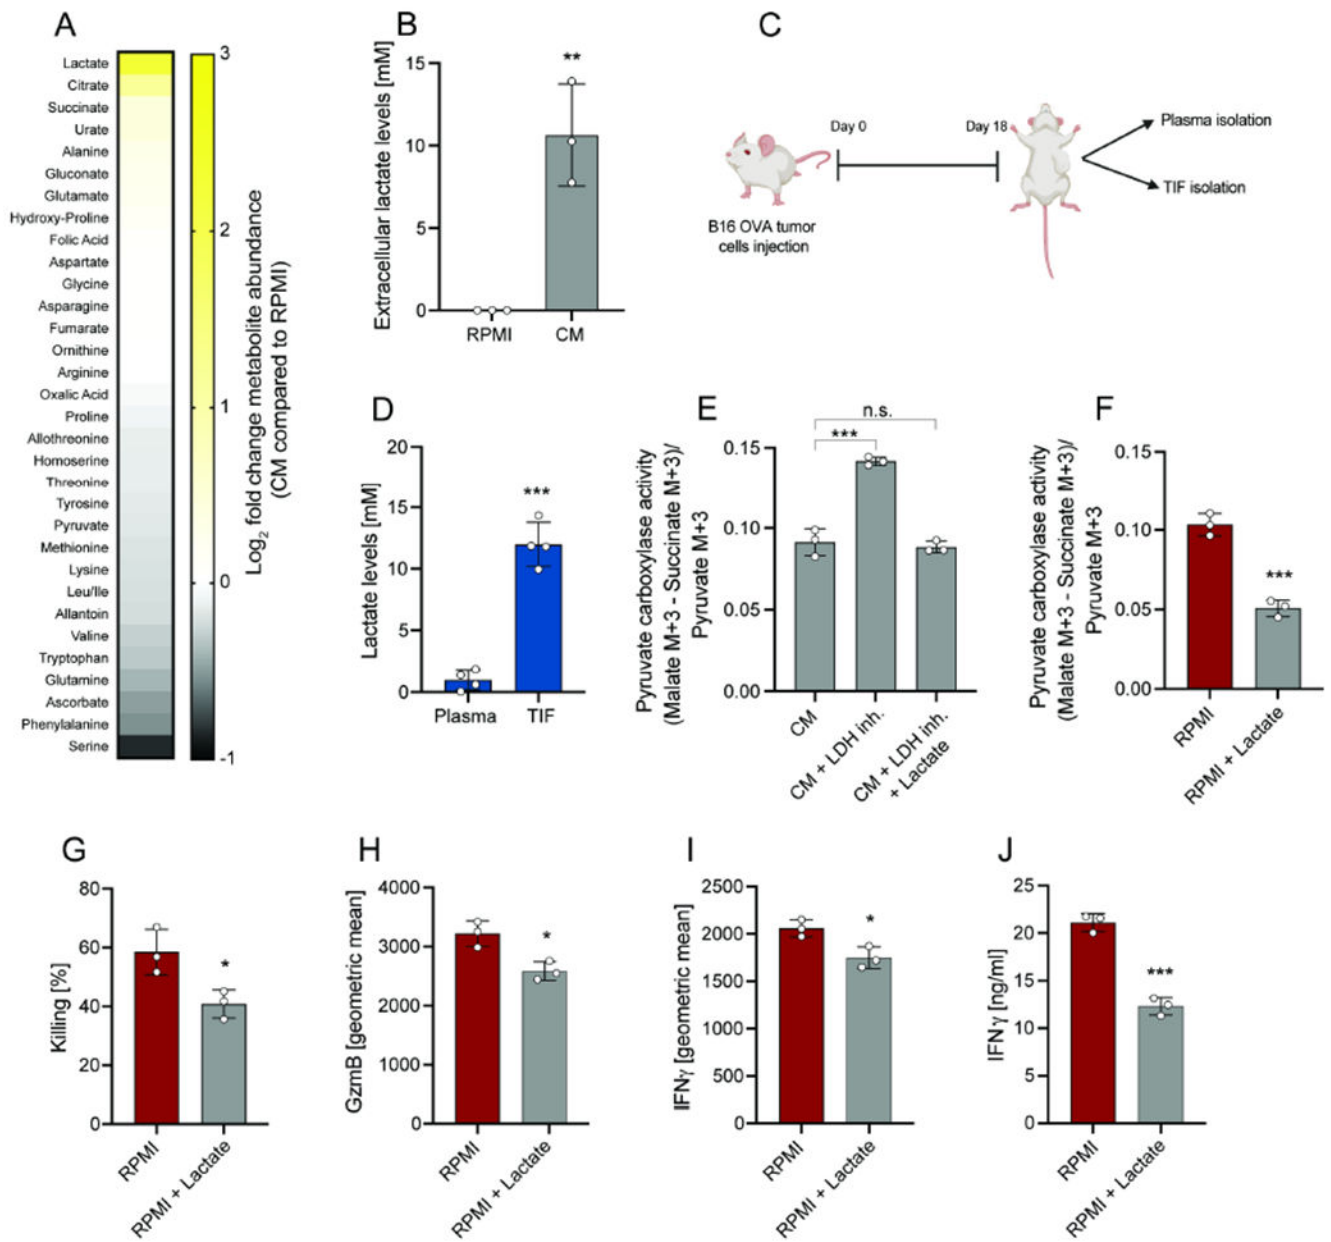 A
Lactate
Citrate
Succinate
Urate
Alanine
Gluconate
Glutamate
Hydroxy-Proline
Folic Acid
Aspartate
Glycine
Asparagine
Fumarate
Ornithine
Arginine
Oxalic Acid
Proline
Allothreonine
Homoserine
Threonine
Tyrosine
Pyruvate
Methionine
Lysine
Leu/Ile
Allantoin
Valine
Tryptophan
Glutamine
Ascorbate
Phenylalanine
Serine
3
2
1
0
-1
Log2 fold change metabolite abundance
(CM compared to RPMI)
B
Extracellular lactate levels [mM]
15
10
5
0
**
RPMI
CM
C
Day 0
Day 18
Plasma isolation
TIF isolation
B16 OVA tumor
cells injection
D
Lactate levels [mM]
20
15
10
5
0
***
Plasma
TIF
E
Pyruvate carboxylase activity
(Malate M+3 - Succinate M+3)/
Pyruvate M+3
0.15
0.10
0.05
0.00
n.s.
***
CM
CM + LDH inh.
CM + LDH inh.
+ Lactate
F
Pyruvate carboxylase activity
(Malate M+3 - Succinate M+3)/
Pyruvate M+3
0.15
0.10
0.05
0.00
***
RPMI
RPMI + Lactate
G
Killing [%]
80
60
40
20
0
*
RPMI
RPMI + Lactate
H
GzmB [geometric mean]
4000
3000
2000
1000
0
*
RPMI
RPMI + Lactate
I
IFNγ [geometric mean]
2500
2000
1500
1000
500
0
*
RPMI
RPMI + Lactate
J
IFNγ [ng/ml]
25
20
15
10
5
0
***
RPMI
RPMI + Lactate